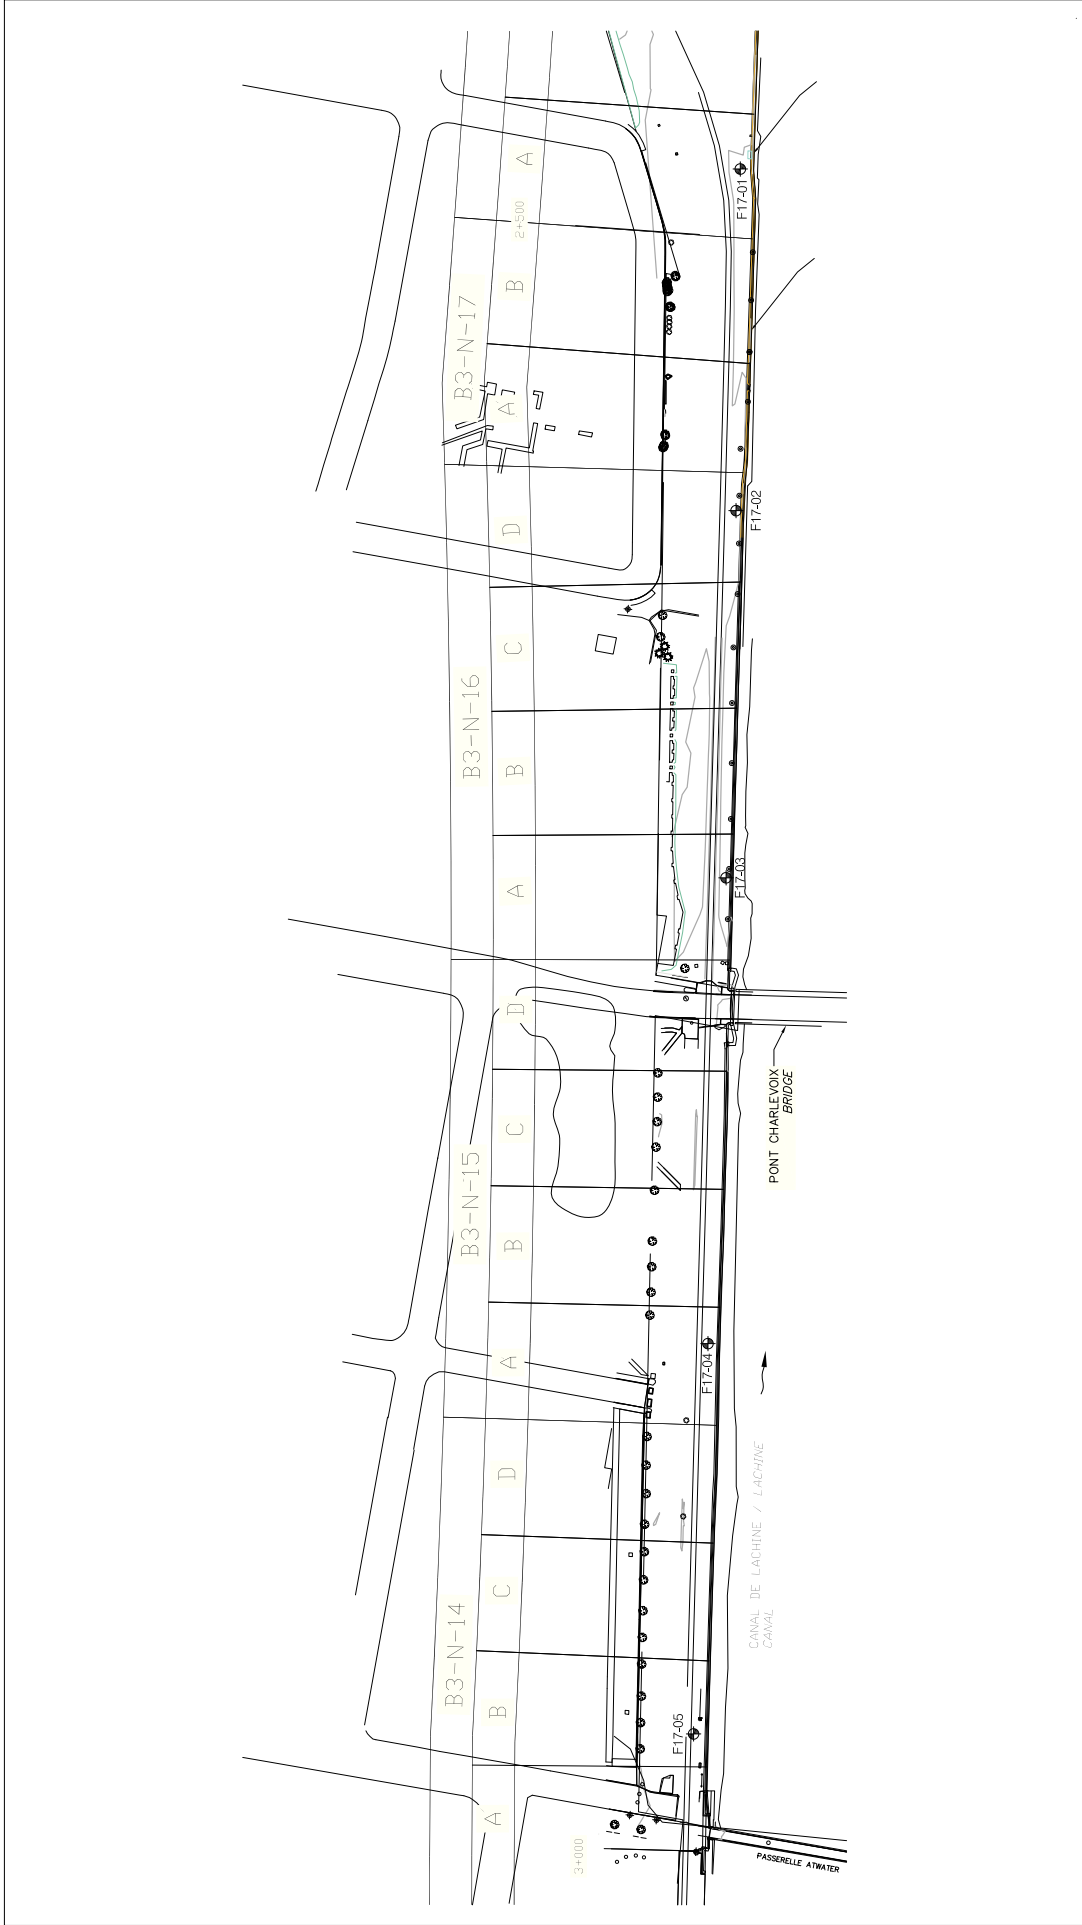 A
2+500
F17-01
B
B3-N-17
A
F17-02
D
C
B3-N-16
B
F17-03
A
D
PONT CHARLEVOIX
BRIDGE
C
B3-N-15
B
A
F17-04
CANAL DE LACHINE / LACHINE
CANAL
D
C
B3-N-14
B
F17-05
A
3+000
PASSERELLE ATWATER